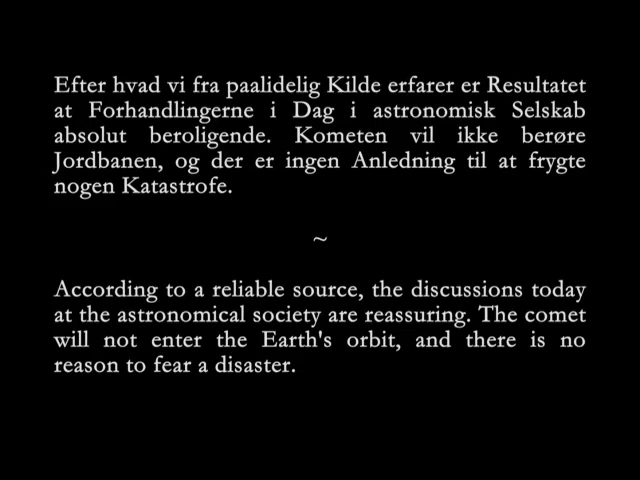 Efter hvad vi fra paalidelig Kilde erfarer er Resultatet
at Forhandlingerne i Dag i astronomisk Selskab
absolut beroligende. Kometen vil ikke berøre
Jordbanen, og der er ingen Anledning til at frygte
nogen Katastrofe.
~
According to a reliable source, the discussions today
at the astronomical society are reassuring. The comet
will not enter the Earth's orbit, and there is no
reason to fear a disaster.